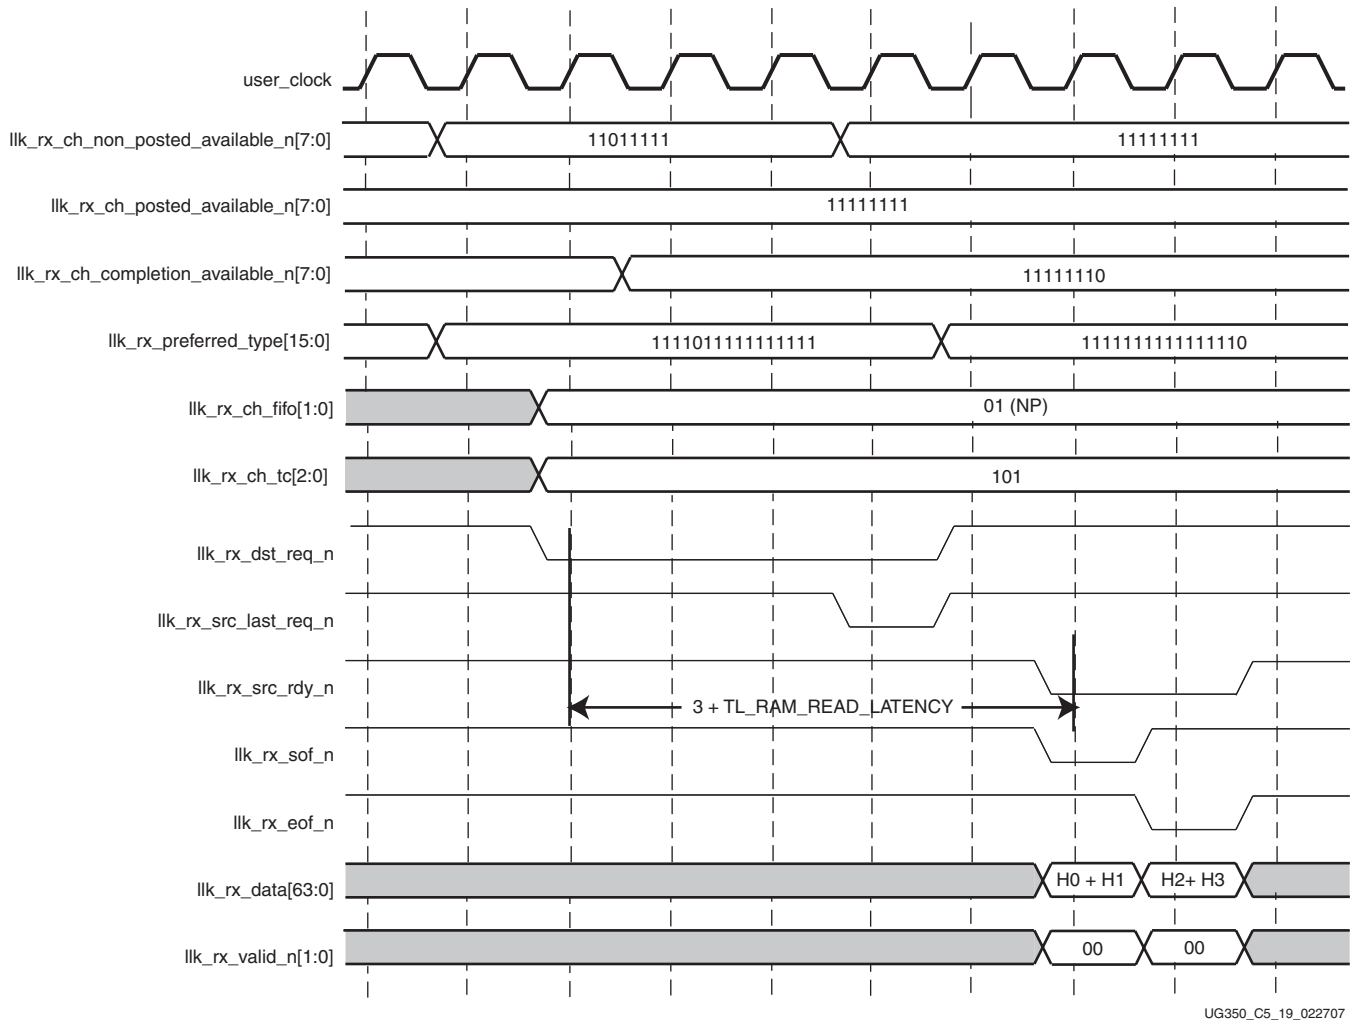 user_clock
llk_rx_ch_non_posted_available_n[7:0] 11011111 11111111
llk_rx_ch_posted_available_n[7:0] 11111111
llk_rx_ch_completion_available_n[7:0] 11111110
llk_rx_preferred_type[15:0] 1111011111111111 1111111111111110
llk_rx_ch_fifo[1:0] 01 (NP)
llk_rx_ch_tc[2:0] 101
llk_rx_dst_req_n
llk_rx_src_last_req_n
llk_rx_src_rdy_n
3 + TL_RAM_READ_LATENCY
llk_rx_sof_n
llk_rx_eof_n
llk_rx_data[63:0] H0 + H1 H2+ H3
llk_rx_valid_n[1:0] 00 00
UG350_C5_19_022707